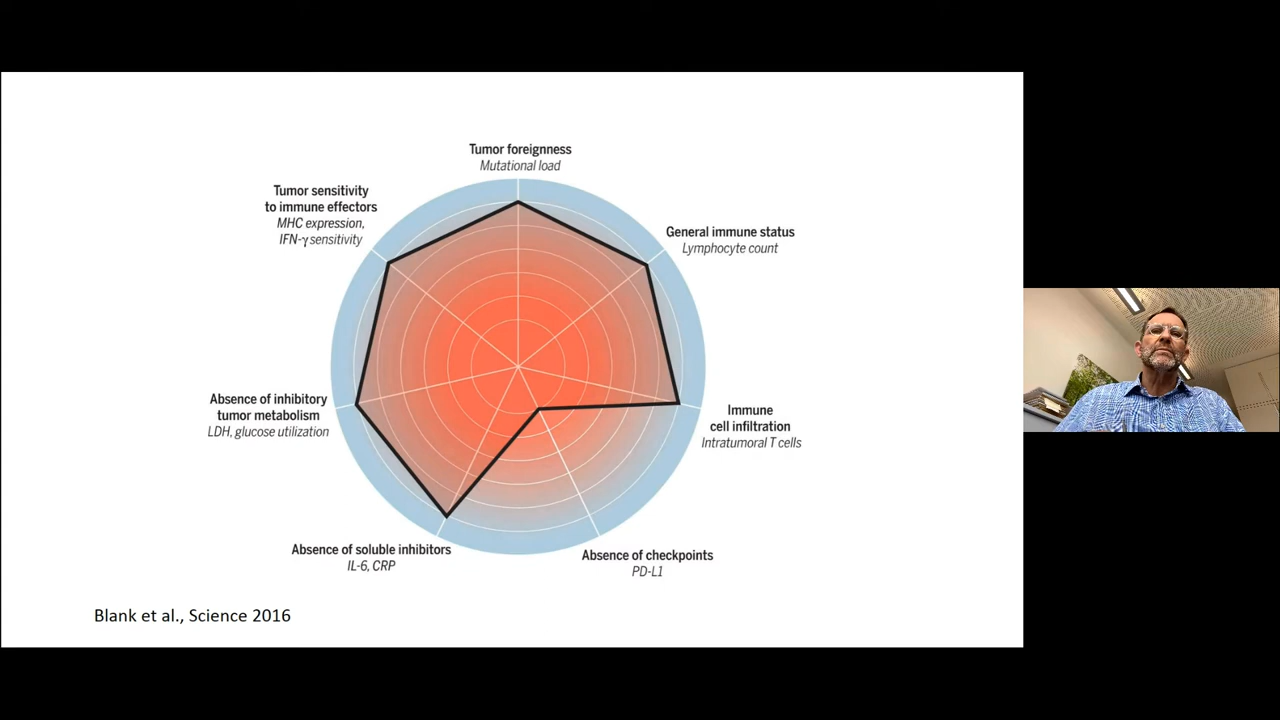 Tumor foreignness
Mutational load
Tumor sensitivity
to immune effectors
MHC expression,
IFN-γ sensitivity
General immune status
Lymphocyte count
Absence of inhibitory
tumor metabolism
LDH, glucose utilization
Immune
cell infiltration
Intratumoral T cells
Absence of soluble inhibitors
IL-6, CRP
Absence of checkpoints
PD-L1
Blank et al., Science 2016